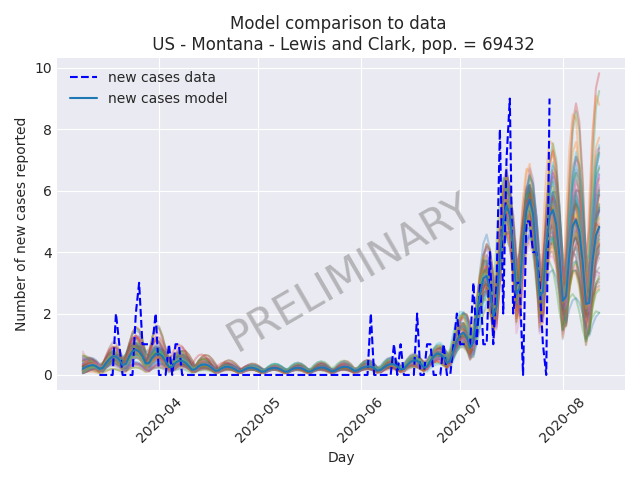 Model comparison to data
US - Montana - Lewis and Clark, pop. = 69432
new cases data
new cases model
PRELIMINARY
Number of new cases reported
10
8
6
4
2
0
2020-04
2020-05
2020-06
2020-07
2020-08
Day